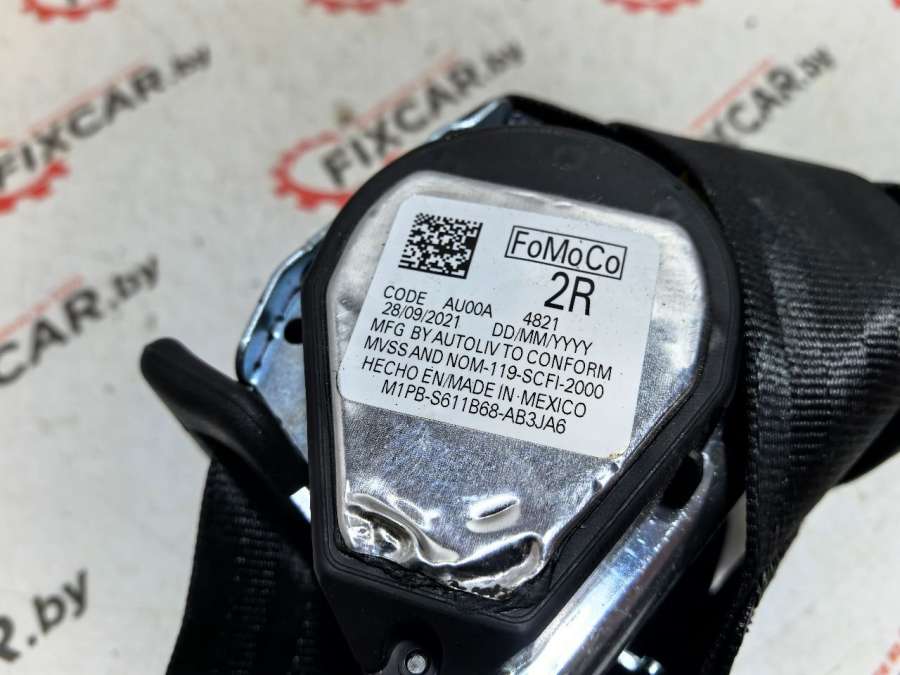 FIXCAR.by
FIXCAR.by
FoMoCo
2R
CODE AU00A 4821
28/09/2021 DD/MM/YYYY
MFG BY AUTOLIV TO CONFORM
MVSS AND NOM-119-SCFI-2000
HECHO EN/MADE IN MEXICO
M1PB-S611B68-AB3JA6
CAR.by
AR.by